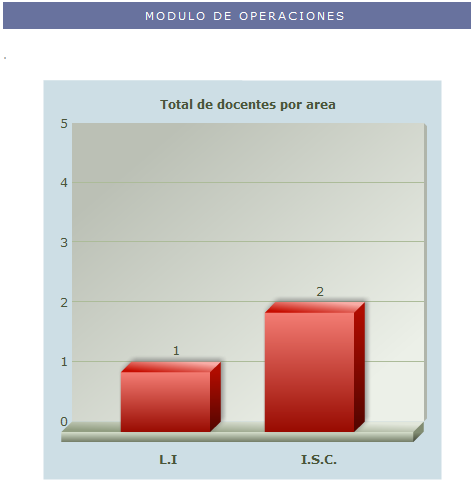 MODULO DE OPERACIONES
.
Total de docentes por area
5
4
3
2
1
0
1
2
L.I
I.S.C.